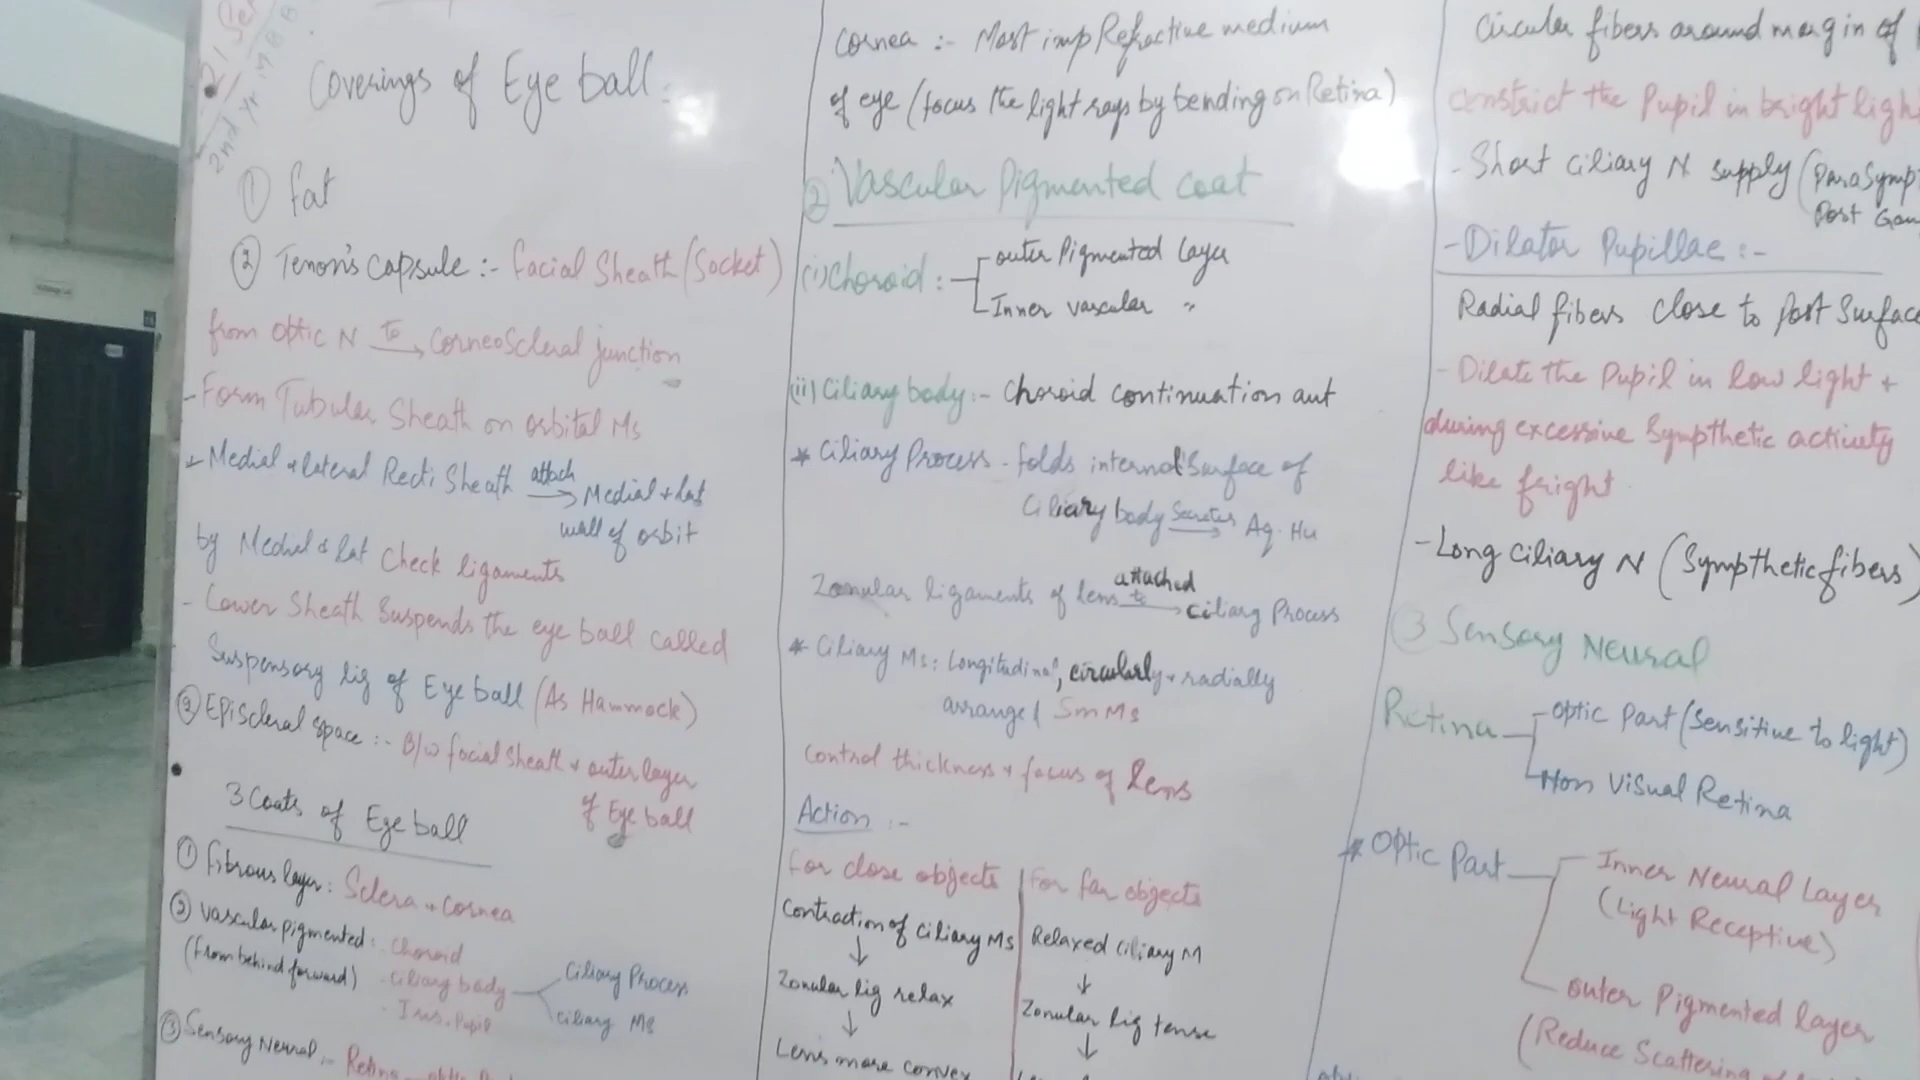 2nd Yr M.B.B.S
Coverings of Eye ball :-
① fat
② Tenon's capsule :- facial Sheath (Socket)
from optic N to → Corneoscleral junction
- Form Tubular Sheath on orbital Ms
+ Medial & lateral Recti Sheath attach → Medial + Lat
wall of orbit
by Medial & Lat Check ligaments
- Lower Sheath Suspends the eye ball called
Suspensory lig of Eye ball (As Hammock)
③ Episcleral space :- B/w facial sheath + outer layer
of Eye ball
3 Coats of Eye ball
① fibrous layer : Sclera + Cornea
② Vascular pigmented : Choroid
(from behind forward) - Ciliary body
Ciliary Process
Ciliary Ms
- Iris. Pupil
③ Sensory Neural :- Retina
Cornea :- Most imp Refractive medium
of eye (focus the light rays by bending on Retina)
② Vascular Pigmented coat
(i) Choroid :-
outer Pigmented Layer
Inner vascular "
(ii) Ciliary body :- Choroid continuation ant
* Ciliary Process - folds internal Surface of
Ciliary body Secretes → Aq. Hu
Zonular ligaments of lens attached to → Ciliary Process
* Ciliary Ms : Longitudinal, circularly + radially
arranged Sm Ms
Control thickness + focus of lens
Action :-
For close objects
Contraction of ciliary Ms
↓
Zonular lig relax
↓
Lens more convex
For far objects
Relaxed ciliary M
↓
Zonular Lig tense
↓
Circular fibers around margin of
Constrict the Pupil in bright ligh
- Short Ciliary N supply (ParaSymp
Post Gan
- Dilator Pupillae :-
Radial fibers close to Post Surface
- Dilate the Pupil in low light +
during excessive Sympthetic activity
like fright
- Long Ciliary N (Sympthetic fibers)
③ Sensory Neural
Retina
Optic Part (Sensitive to light)
Non Visual Retina
* Optic Part
Inner Neural Layer
(Light Receptive)
outer Pigmented layer
(Reduce Scattering of